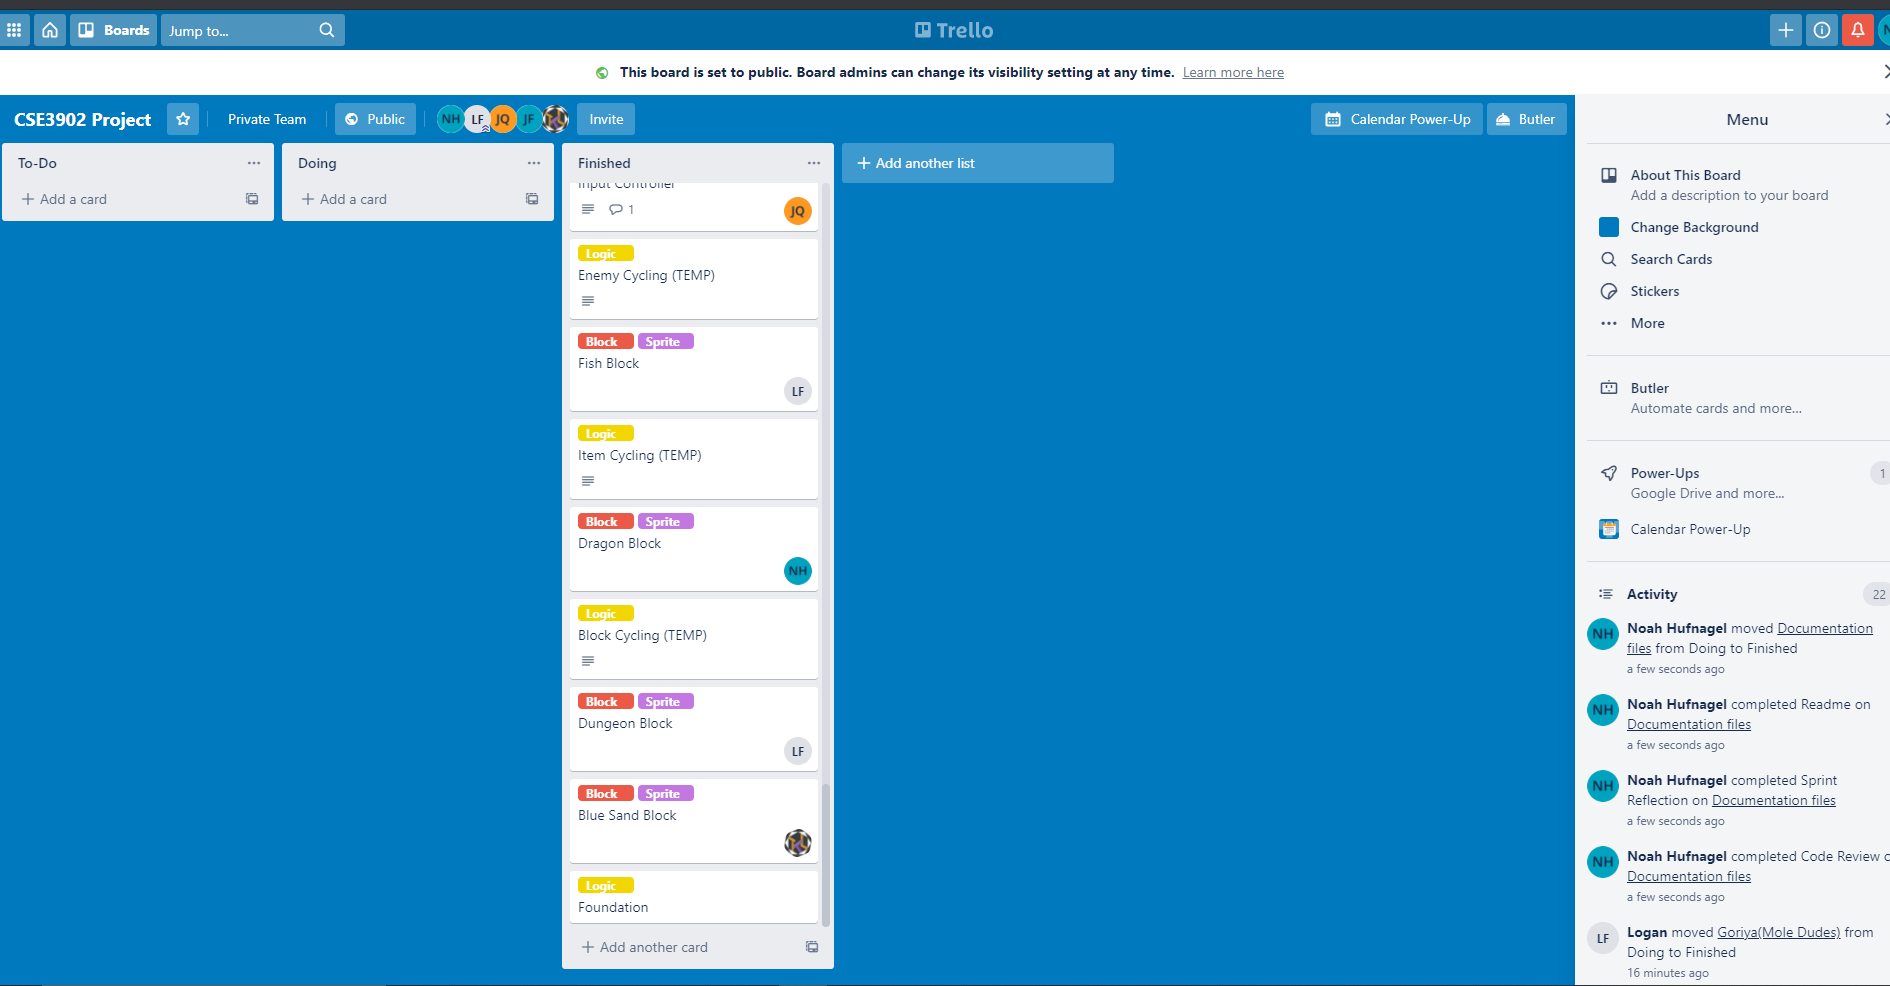 Boards
Jump to...
Trello
This board is set to public. Board admins can change its visibility setting at any time. Learn more here
CSE3902 Project
Private Team
Public
NH
LF
JQ
JF
Invite
Calendar Power-Up
Butler
To-Do
Add a card
Doing
Add a card
Finished
Input Controller
1
JQ
Logic
Enemy Cycling (TEMP)
Block Sprite
Fish Block
LF
Logic
Item Cycling (TEMP)
Block Sprite
Dragon Block
NH
Logic
Block Cycling (TEMP)
Block Sprite
Dungeon Block
LF
Block Sprite
Blue Sand Block
Logic
Foundation
Add another card
Add another list
Menu
About This Board
Add a description to your board
Change Background
Search Cards
Stickers
More
Butler
Automate cards and more...
Power-Ups
1
Google Drive and more...
Calendar Power-Up
Activity
22
NH
Noah Hufnagel moved Documentation
files from Doing to Finished
a few seconds ago
NH
Noah Hufnagel completed Readme on
Documentation files
a few seconds ago
NH
Noah Hufnagel completed Sprint
Reflection on Documentation files
a few seconds ago
NH
Noah Hufnagel completed Code Review
Documentation files
a few seconds ago
LF
Logan moved Goriya(Mole Dudes) from
Doing to Finished
16 minutes ago